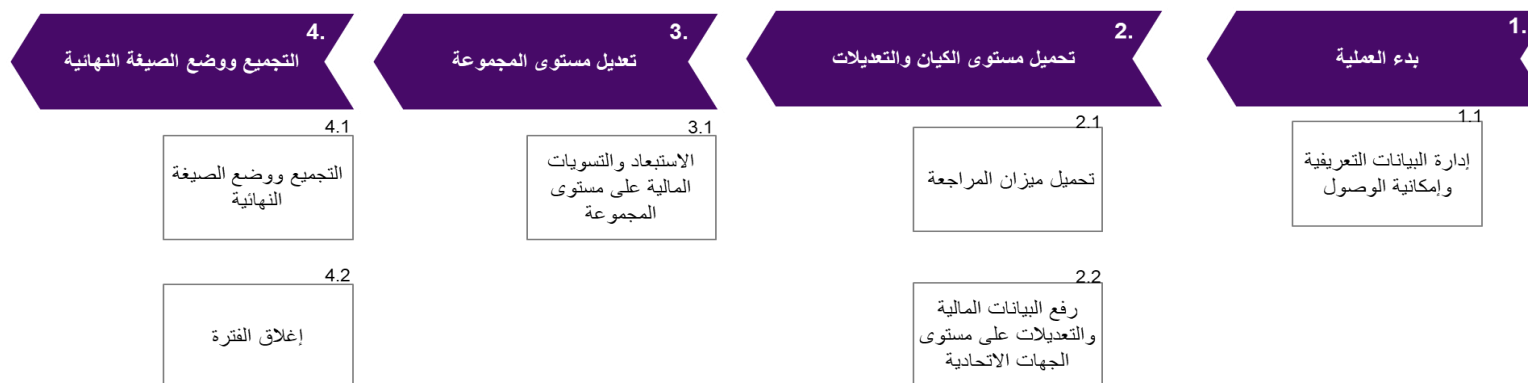 1.
بدء العملية
1.1
إدارة البيانات التعريفية
وإمكانية الوصول
2.
تحميل مستوى الكيان والتعديلات
2.1
تحميل ميزان المراجعة
2.2
رفع البيانات المالية
والتعديلات على مستوى
الجهات الاتحادية
3.
تعديل مستوى المجموعة
3.1
الاستبعاد والتسويات
المالية على مستوى
المجموعة
4.
التجميع ووضع الصيغة النهائية
4.1
التجميع ووضع الصيغة
النهائية
4.2
إغلاق الفترة